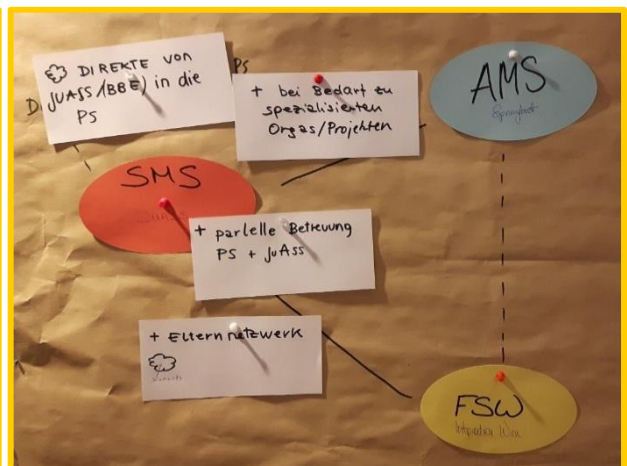 DIREKTE von
JUASS/(BBE) in die
PS
PS
D
+ bei Bedarf zu
spezialisierten
Orgas/Projekten
AMS
SMS
+ parlelle Betreuung
PS + JuAss
+ Elternnetzwerk
FSW